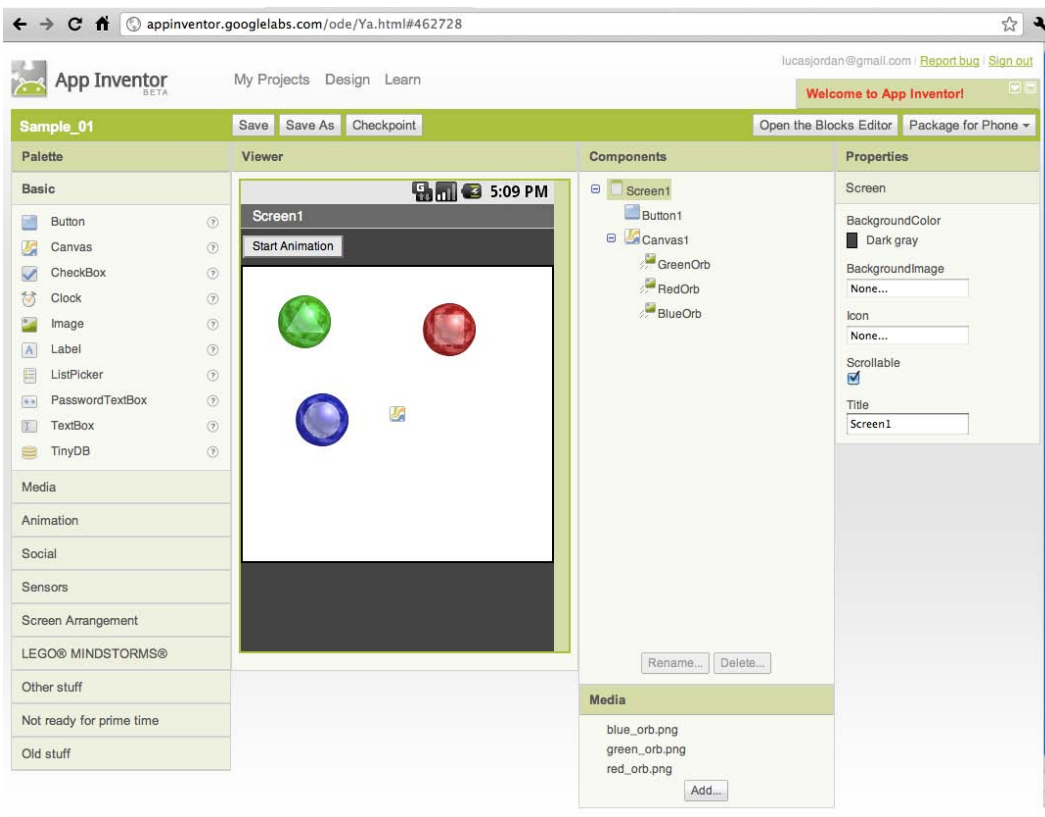 appinventor.googlelabs.com/ode/Ya.html#462728
App Inventor
BETA
My Projects Design Learn
lucasjordan@gmail.com | Report bug | Sign out
Welcome to App Inventor!
Sample_01
Save Save As Checkpoint
Open the Blocks Editor Package for Phone
Palette
Basic
Button
Canvas
CheckBox
Clock
Image
Label
ListPicker
PasswordTextBox
TextBox
TinyDB
Media
Animation
Social
Sensors
Screen Arrangement
LEGO® MINDSTORMS®
Other stuff
Not ready for prime time
Old stuff
Viewer
G 5:09 PM
Screen1
Start Animation
Components
Screen1
Button1
Canvas1
GreenOrb
RedOrb
BlueOrb
Rename... Delete...
Media
blue_orb.png
green_orb.png
red_orb.png
Add...
Properties
Screen
BackgroundColor
Dark gray
BackgroundImage
None...
Icon
None...
Scrollable
Title
Screen1